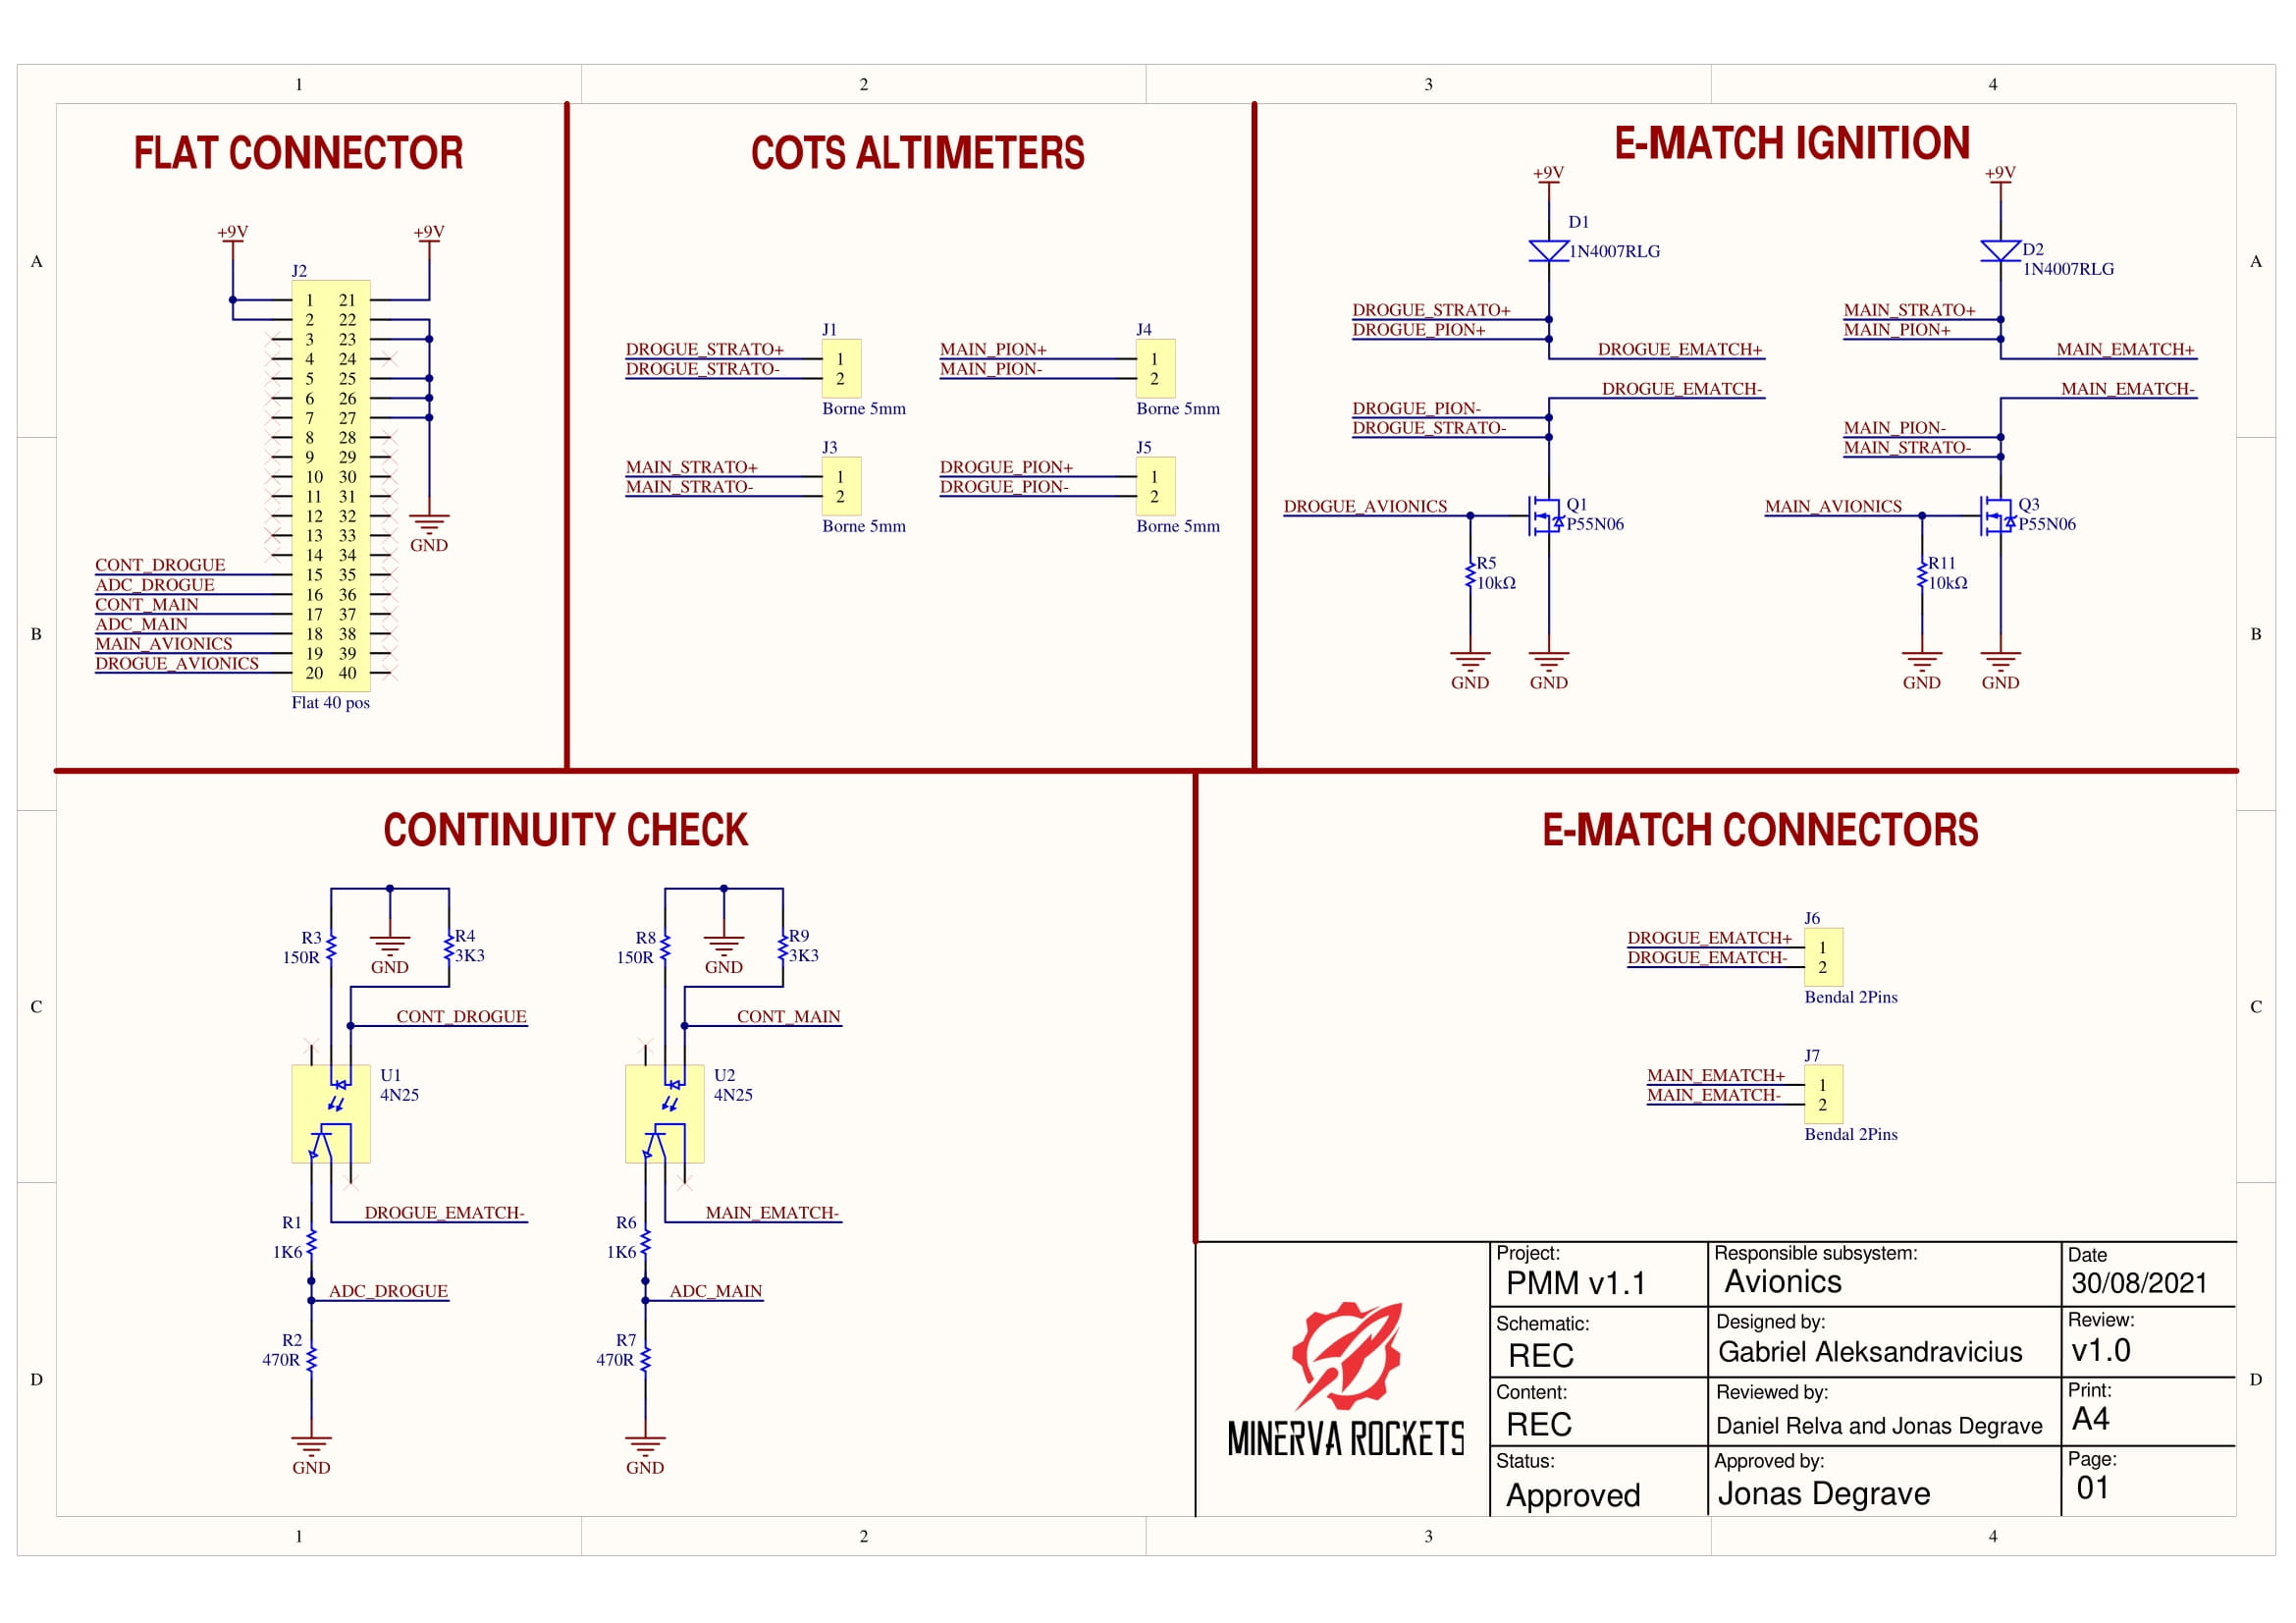 1 2 3 4
A A
B B
C C
D D
1 2 3 4
FLAT CONNECTOR
+9V +9V
J2
1 21
2 22
3 23
4 24
5 25
6 26
7 27
8 28
9 29
10 30
11 31
12 32
13 33
14 34
15 35
16 36
17 37
18 38
19 39
20 40
GND
CONT_DROGUE
ADC_DROGUE
CONT_MAIN
ADC_MAIN
MAIN_AVIONICS
DROGUE_AVIONICS
Flat 40 pos
COTS ALTIMETERS
J1
DROGUE_STRATO+ 1
DROGUE_STRATO- 2
Borne 5mm
J4
MAIN_PION+ 1
MAIN_PION- 2
Borne 5mm
J3
MAIN_STRATO+ 1
MAIN_STRATO- 2
Borne 5mm
J5
DROGUE_PION+ 1
DROGUE_PION- 2
Borne 5mm
E-MATCH IGNITION
+9V
D1
1N4007RLG
DROGUE_STRATO+
DROGUE_PION+
DROGUE_EMATCH+
DROGUE_EMATCH-
DROGUE_PION-
DROGUE_STRATO-
DROGUE_AVIONICS
Q1
P55N06
R5
10kΩ
GND GND
+9V
D2
1N4007RLG
MAIN_STRATO+
MAIN_PION+
MAIN_EMATCH+
MAIN_EMATCH-
MAIN_PION-
MAIN_STRATO-
MAIN_AVIONICS
Q3
P55N06
R11
10kΩ
GND GND
CONTINUITY CHECK
R3
150R
GND
R4
3K3
CONT_DROGUE
U1
4N25
DROGUE_EMATCH-
R1
1K6
ADC_DROGUE
R2
470R
GND
R8
150R
GND
R9
3K3
CONT_MAIN
U2
4N25
MAIN_EMATCH-
R6
1K6
ADC_MAIN
R7
470R
GND
E-MATCH CONNECTORS
J6
DROGUE_EMATCH+ 1
DROGUE_EMATCH- 2
Bendal 2Pins
J7
MAIN_EMATCH+ 1
MAIN_EMATCH- 2
Bendal 2Pins
MINERVA ROCKETS
Project:
PMM v1.1
Responsible subsystem:
Avionics
Date
30/08/2021
Schematic:
REC
Designed by:
Gabriel Aleksandravicius
Review:
v1.0
Content:
REC
Reviewed by:
Daniel Relva and Jonas Degrave
Print:
A4
Status:
Approved
Approved by:
Jonas Degrave
Page:
01